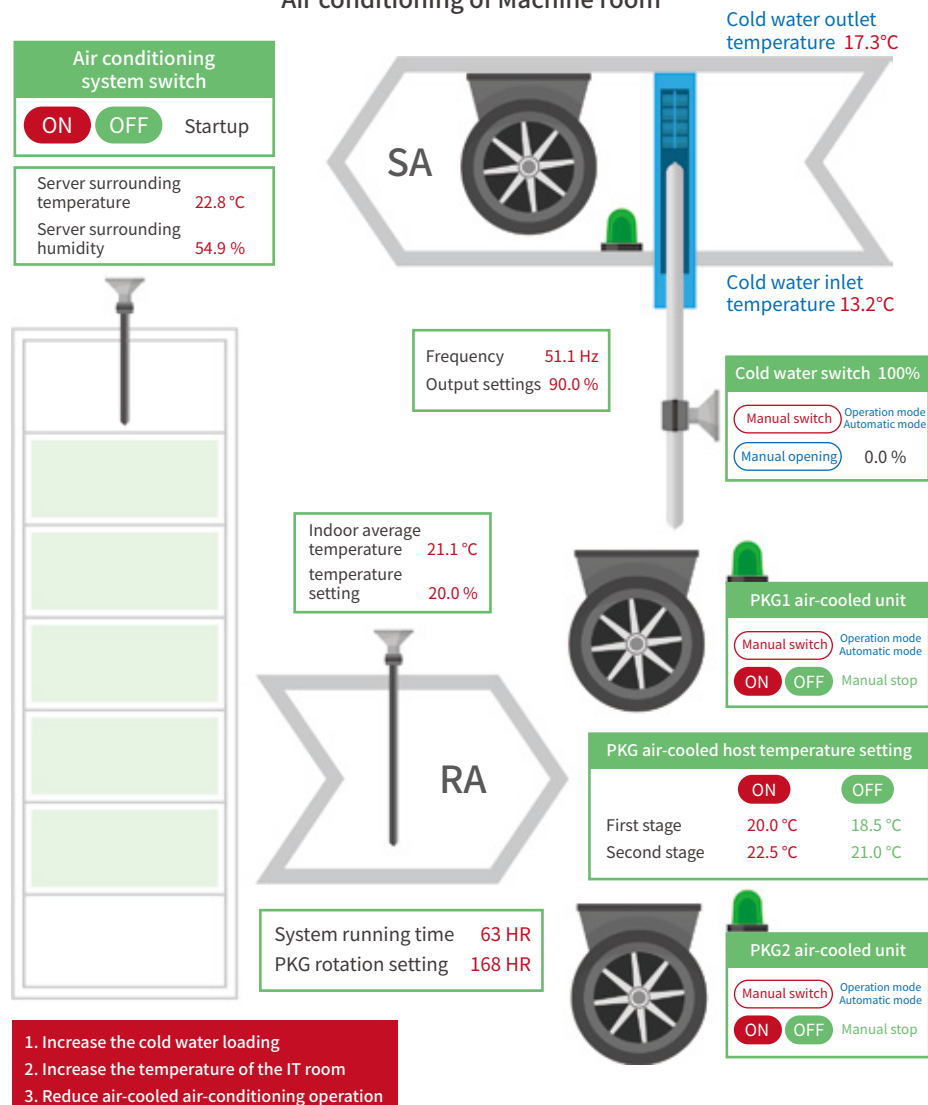 Air conditioning of Machine room
Cold water outlet
temperature 17.3°C
Air conditioning
system switch
ON OFF Startup
Server surrounding
temperature 22.8 °C
Server surrounding
humidity 54.9 %
SA
Cold water inlet
temperature 13.2°C
Frequency 51.1 Hz
Output settings 90.0 %
Cold water switch 100%
Manual switch Operation mode
Automatic mode
Manual opening 0.0 %
Indoor average
temperature 21.1 °C
temperature
setting 20.0 %
PKG1 air-cooled unit
Manual switch Operation mode
Automatic mode
ON OFF Manual stop
RA
PKG air-cooled host temperature setting
ON OFF
First stage 20.0 °C 18.5 °C
Second stage 22.5 °C 21.0 °C
System running time 63 HR
PKG rotation setting 168 HR
PKG2 air-cooled unit
Manual switch Operation mode
Automatic mode
ON OFF Manual stop
1. Increase the cold water loading
2. Increase the temperature of the IT room
3. Reduce air-cooled air-conditioning operation